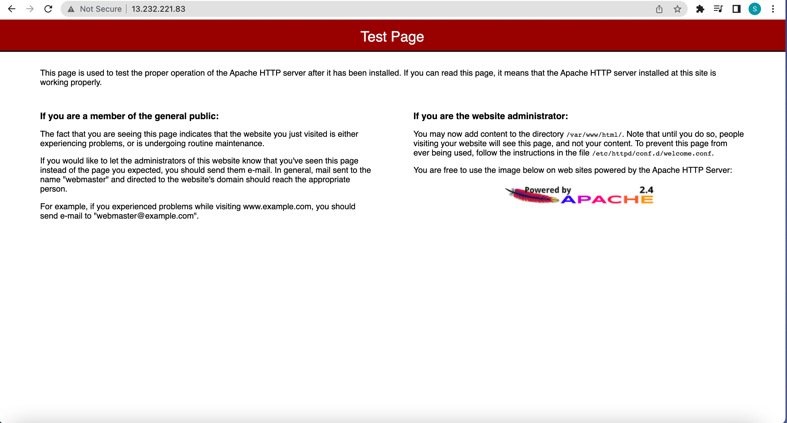 Not Secure | 13.232.221.83
S
Test Page
This page is used to test the proper operation of the Apache HTTP server after it has been installed. If you can read this page, it means that the Apache HTTP server installed at this site is
working properly.
If you are a member of the general public:
The fact that you are seeing this page indicates that the website you just visited is either
experiencing problems, or is undergoing routine maintenance.
If you would like to let the administrators of this website know that you've seen this page
instead of the page you expected, you should send them e-mail. In general, mail sent to the
name "webmaster" and directed to the website's domain should reach the appropriate
person.
For example, if you experienced problems while visiting www.example.com, you should
send e-mail to "webmaster@example.com".
If you are the website administrator:
You may now add content to the directory /var/www/html/. Note that until you do so, people
visiting your website will see this page, and not your content. To prevent this page from
ever being used, follow the instructions in the file /etc/httpd/conf.d/welcome.conf.
You are free to use the image below on web sites powered by the Apache HTTP Server:
Powered by 2.4
APACHE